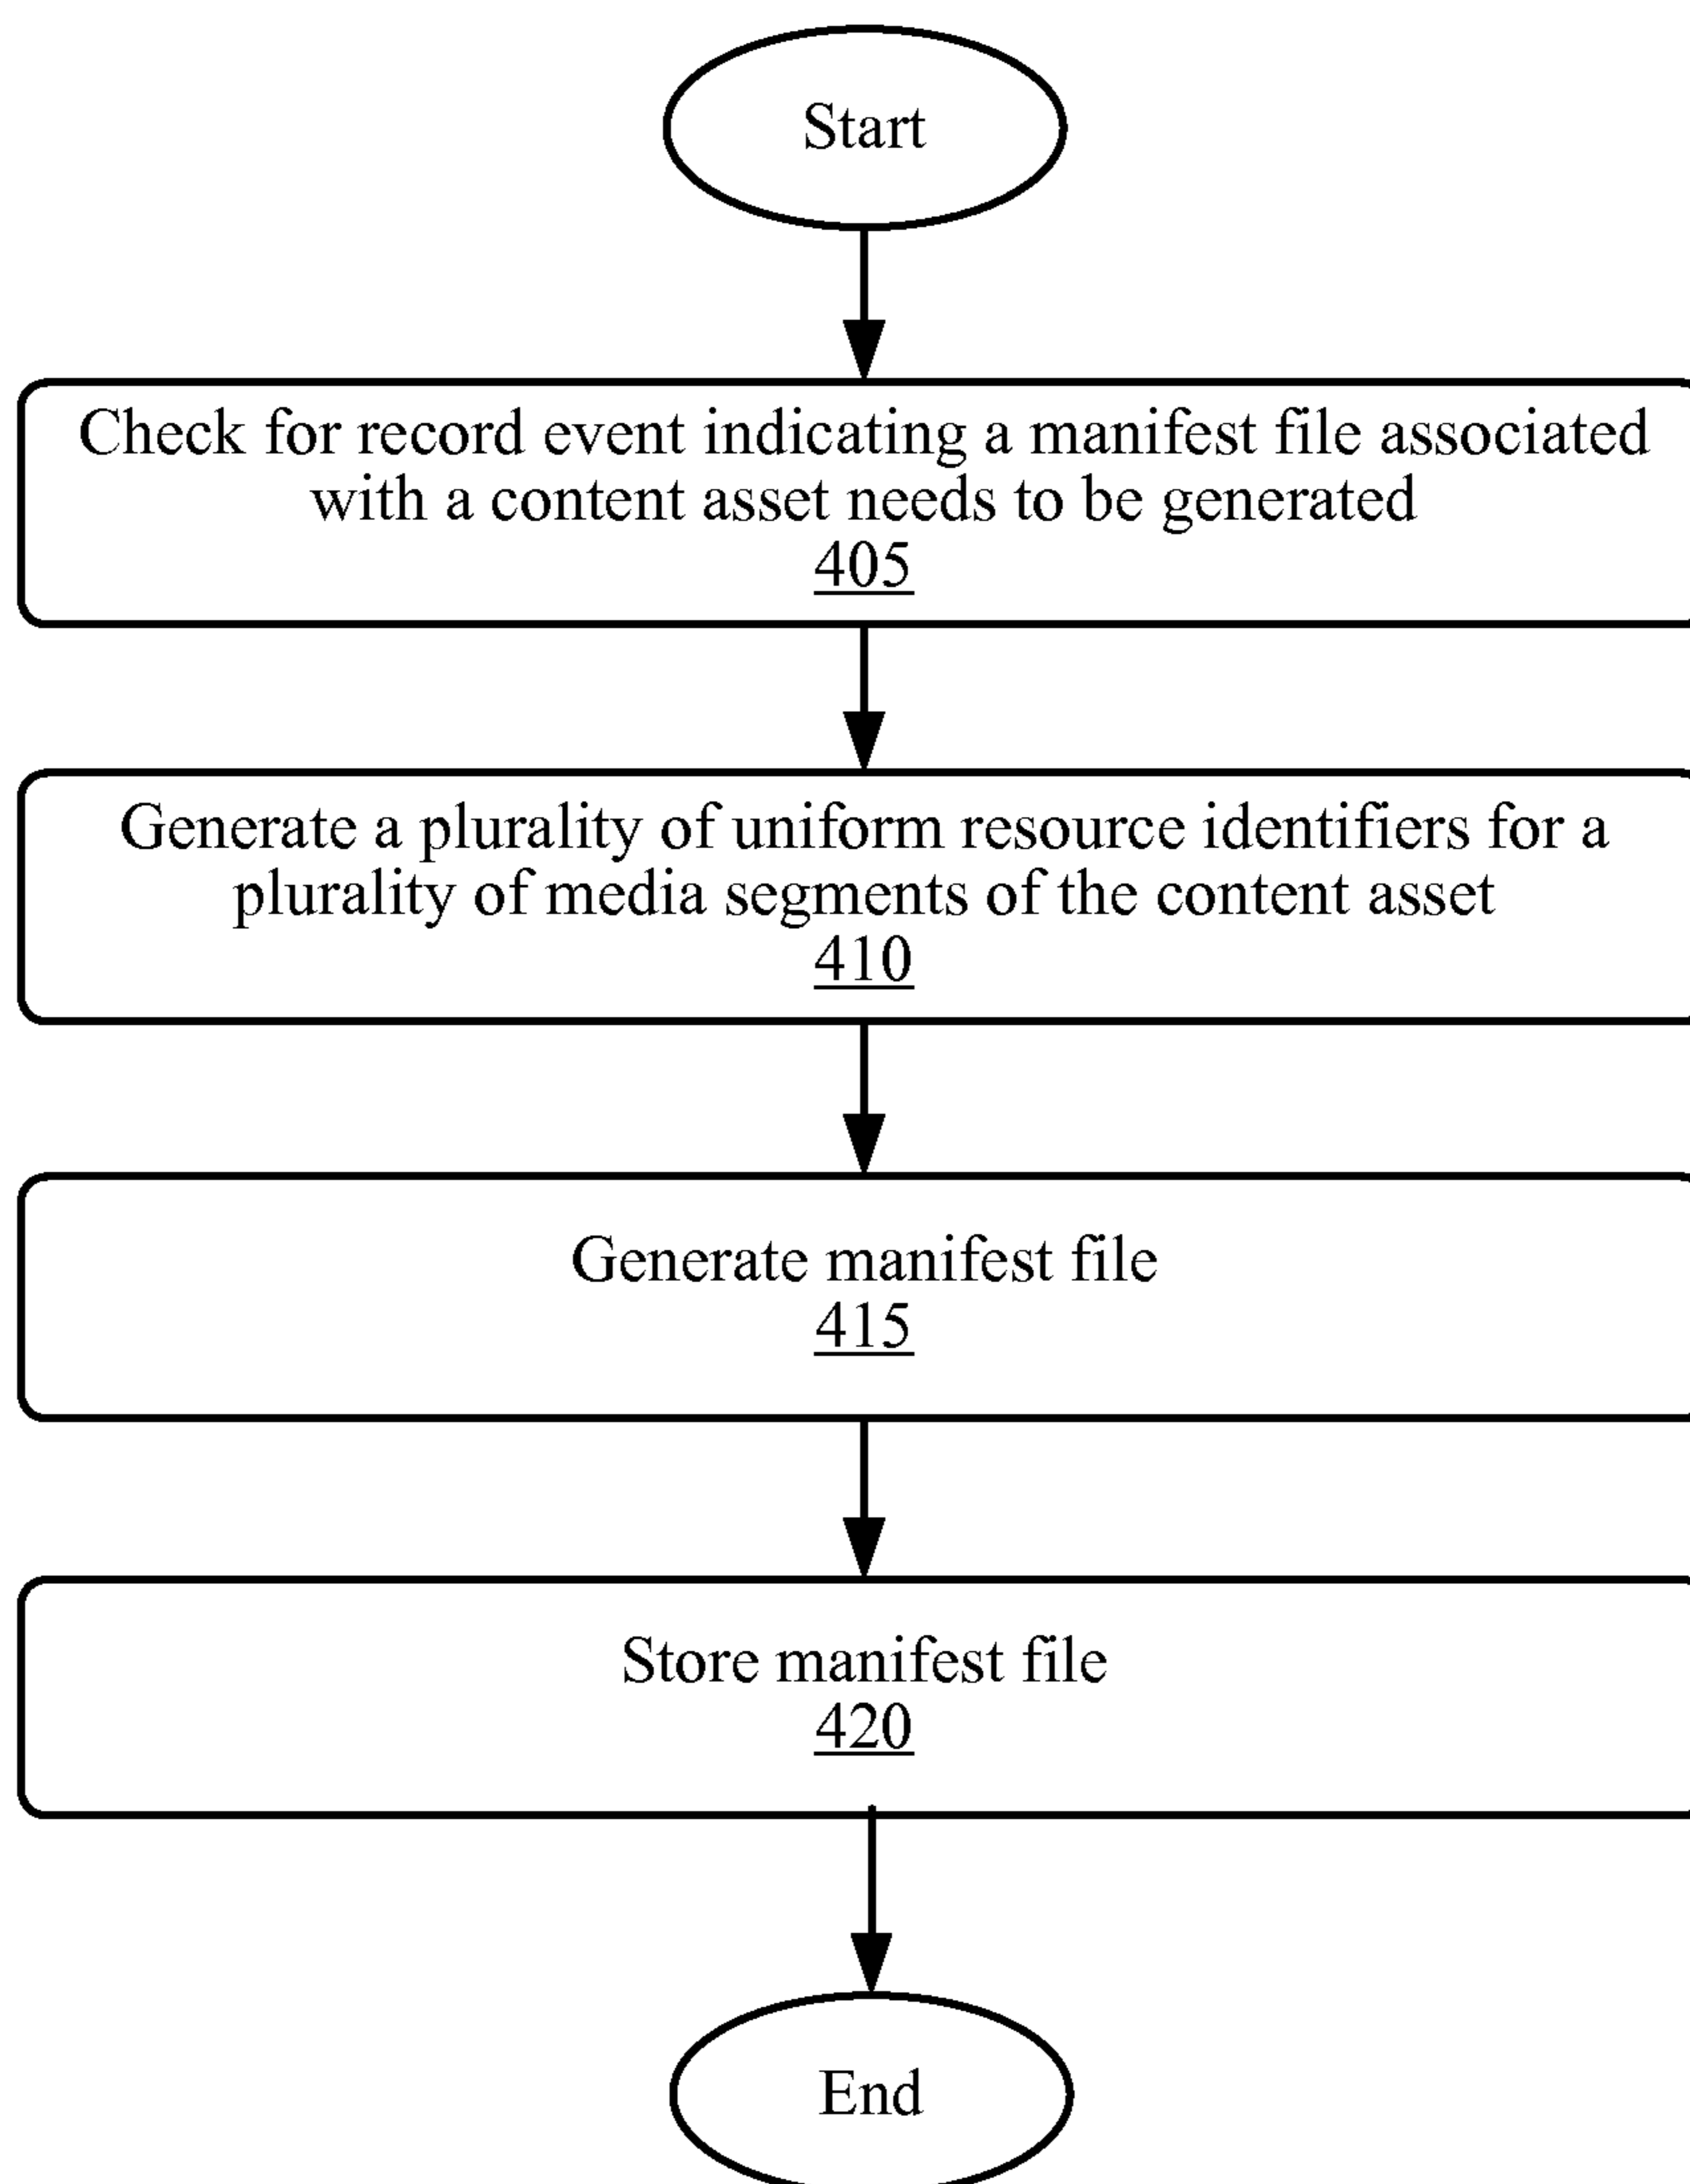 Start
Check for record event indicating a manifest file associated
with a content asset needs to be generated
405
Generate a plurality of uniform resource identifiers for a
plurality of media segments of the content asset
410
Generate manifest file
415
Store manifest file
420
End